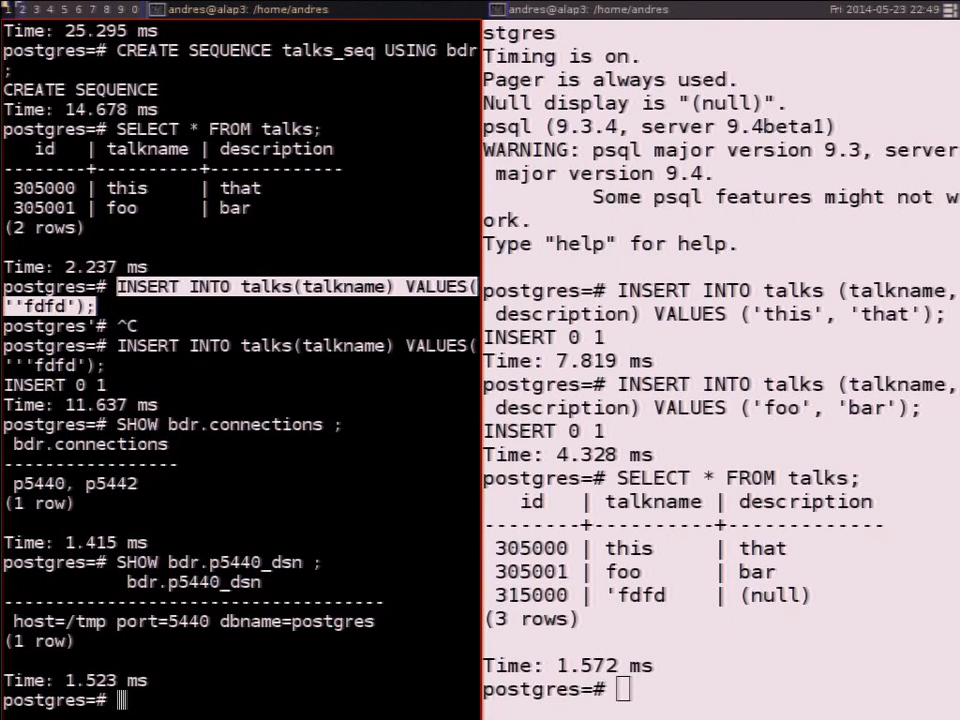 1 2 3 4 5 6 7 8 9 0 andres@alap3: /home/andres
Time: 25.295 ms
postgres=# CREATE SEQUENCE talks_seq USING bdr
;
CREATE SEQUENCE
Time: 14.678 ms
postgres=# SELECT * FROM talks;
id | talkname | description
--------+----------+-------------
305000 | this | that
305001 | foo | bar
(2 rows)
Time: 2.237 ms
postgres=# INSERT INTO talks(talkname) VALUES(
''fdfd');
postgres'# ^C
postgres=# INSERT INTO talks(talkname) VALUES(
'''fdfd');
INSERT 0 1
Time: 11.637 ms
postgres=# SHOW bdr.connections ;
bdr.connections
-----------------
p5440, p5442
(1 row)
Time: 1.415 ms
postgres=# SHOW bdr.p5440_dsn ;
bdr.p5440_dsn
--------------------------------------
host=/tmp port=5440 dbname=postgres
(1 row)
Time: 1.523 ms
postgres=#
andres@alap3: /home/andres Fri 2014-05-23 22:49
stgres
Timing is on.
Pager is always used.
Null display is "(null)".
psql (9.3.4, server 9.4beta1)
WARNING: psql major version 9.3, server
major version 9.4.
Some psql features might not w
ork.
Type "help" for help.
postgres=# INSERT INTO talks (talkname,
description) VALUES ('this', 'that');
INSERT 0 1
Time: 7.819 ms
postgres=# INSERT INTO talks (talkname,
description) VALUES ('foo', 'bar');
INSERT 0 1
Time: 4.328 ms
postgres=# SELECT * FROM talks;
id | talkname | description
--------+----------+-------------
305000 | this | that
305001 | foo | bar
315000 | 'fdfd | (null)
(3 rows)
Time: 1.572 ms
postgres=#